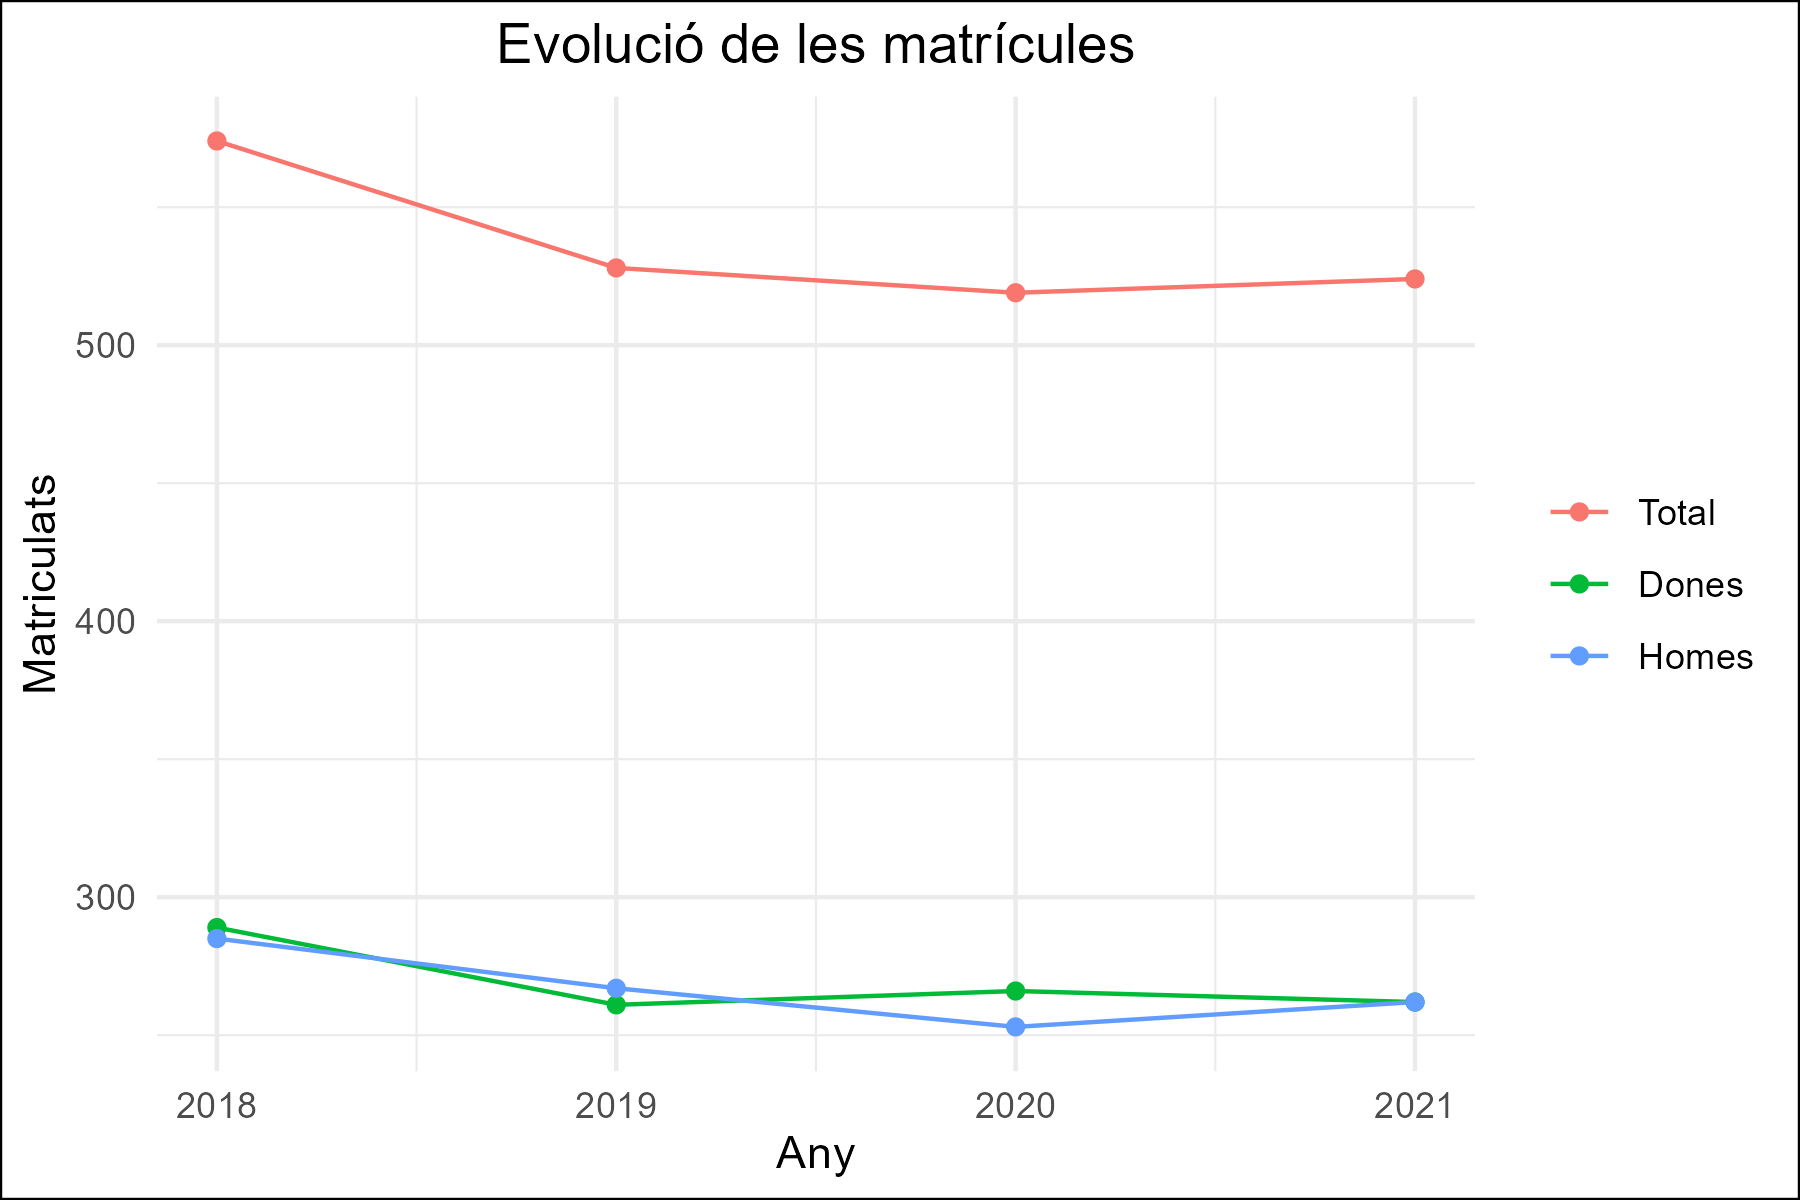 Evolució de les matrícules
Matriculats
500
400
300
2018
2019
2020
2021
Any
Total
Dones
Homes